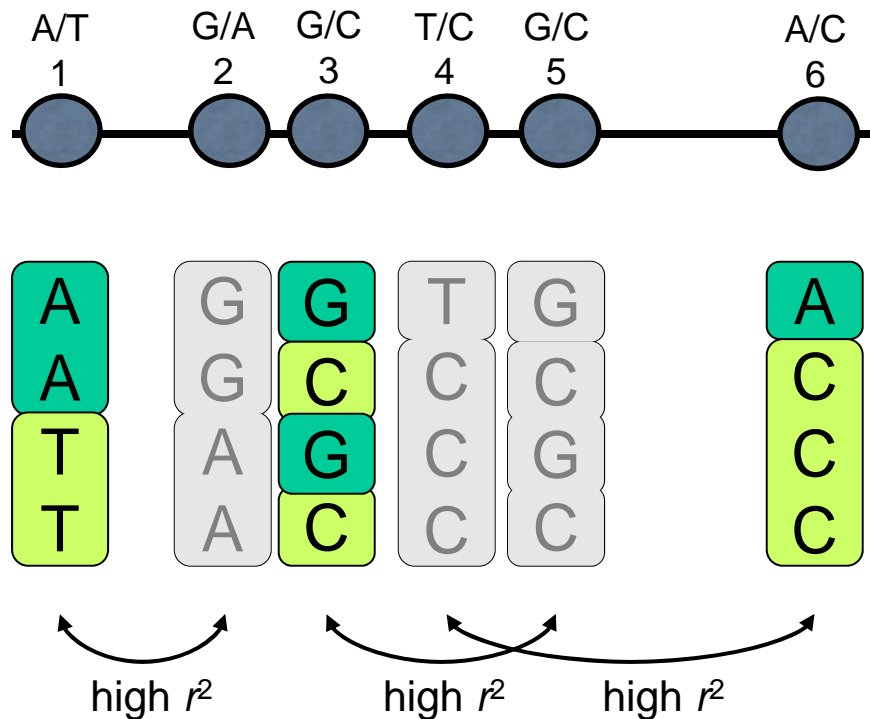 A/T G/A G/C T/C G/C A/C
1 2 3 4 5 6
A G G T G A
A G C C C C
T A G C G C
T A C C C C
high r² high r² high r²